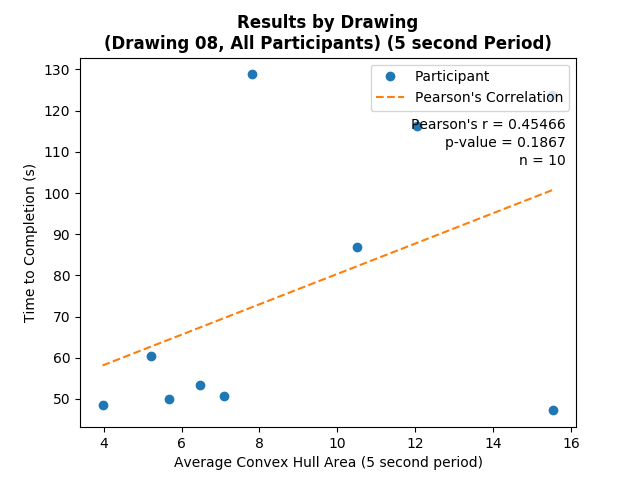 Results by Drawing
(Drawing 08, All Participants) (5 second Period)
Participant
Pearson's Correlation
Pearson's r = 0.45466
p-value = 0.1867
n = 10
Time to Completion (s)
130
120
110
100
90
80
70
60
50
4 6 8 10 12 14 16
Average Convex Hull Area (5 second period)